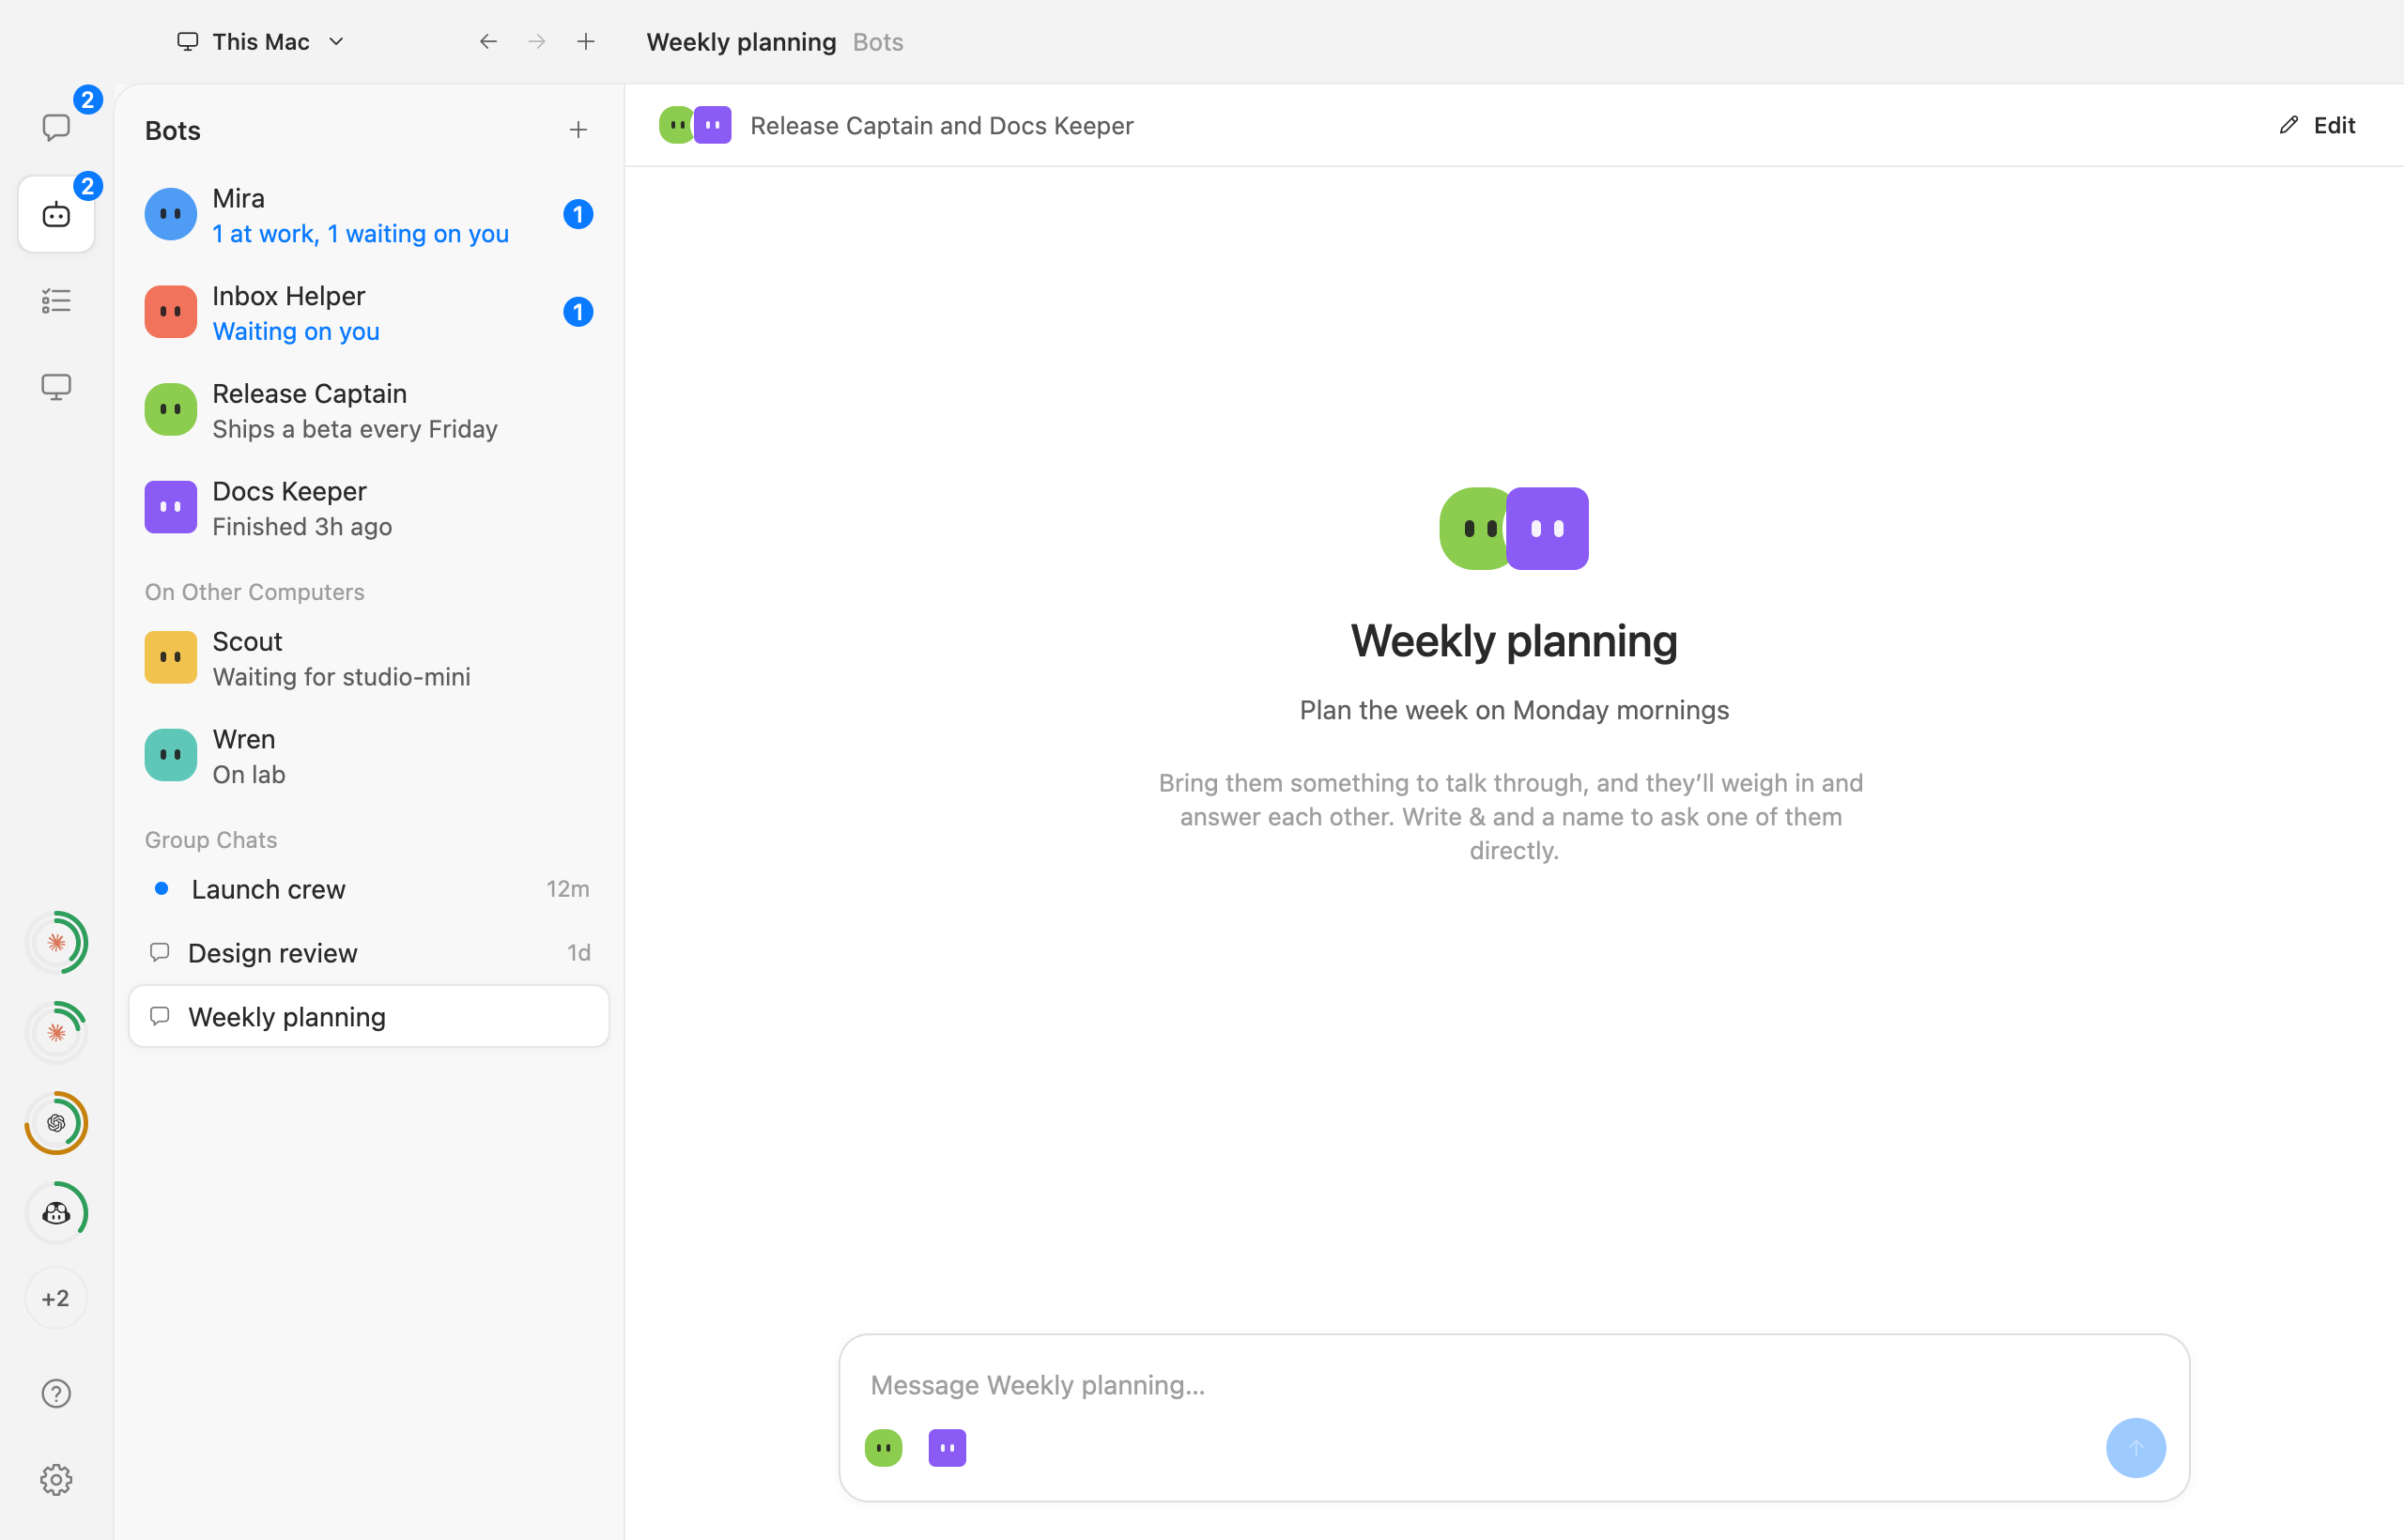 This Mac
Weekly planning Bots
2
2
Bots
Mira
1 at work, 1 waiting on you
1
Inbox Helper
Waiting on you
1
Release Captain
Ships a beta every Friday
Docs Keeper
Finished 3h ago
On Other Computers
Scout
Waiting for studio-mini
Wren
On lab
Group Chats
Launch crew 12m
Design review 1d
Weekly planning
+2
Release Captain and Docs Keeper
Edit
Weekly planning
Plan the week on Monday mornings
Bring them something to talk through, and they’ll weigh in and
answer each other. Write & and a name to ask one of them
directly.
Message Weekly planning...